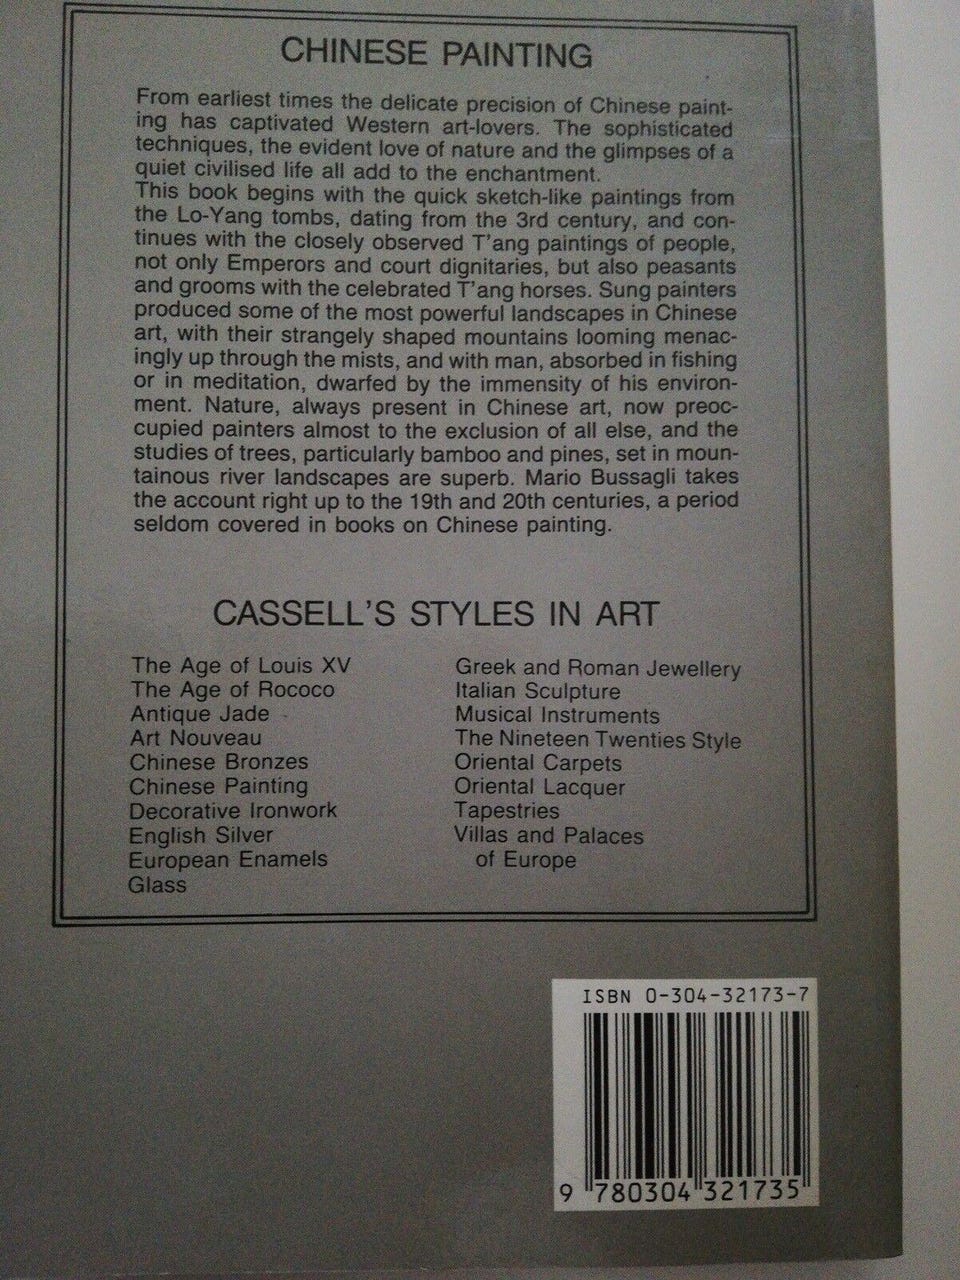 CHINESE PAINTING
From earliest times the delicate precision of Chinese paint-
ing has captivated Western art-lovers. The sophisticated
techniques, the evident love of nature and the glimpses of a
quiet civilised life all add to the enchantment.
This book begins with the quick sketch-like paintings from
the Lo-Yang tombs, dating from the 3rd century, and con-
tinues with the closely observed T'ang paintings of people,
not only Emperors and court dignitaries, but also peasants
and grooms with the celebrated T'ang horses. Sung painters
produced some of the most powerful landscapes in Chinese
art, with their strangely shaped mountains looming menac-
ingly up through the mists, and with man, absorbed in fishing
or in meditation, dwarfed by the immensity of his environ-
ment. Nature, always present in Chinese art, now preoc-
cupied painters almost to the exclusion of all else, and the
studies of trees, particularly bamboo and pines, set in moun-
tainous river landscapes are superb. Mario Bussagli takes
the account right up to the 19th and 20th centuries, a period
seldom covered in books on Chinese painting.
CASSELL'S STYLES IN ART
The Age of Louis XV
The Age of Rococo
Antique Jade
Art Nouveau
Chinese Bronzes
Chinese Painting
Decorative Ironwork
English Silver
European Enamels
Glass
Greek and Roman Jewellery
Italian Sculpture
Musical Instruments
The Nineteen Twenties Style
Oriental Carpets
Oriental Lacquer
Tapestries
Villas and Palaces
of Europe
ISBN 0-304-32173-7
9 780304 321735